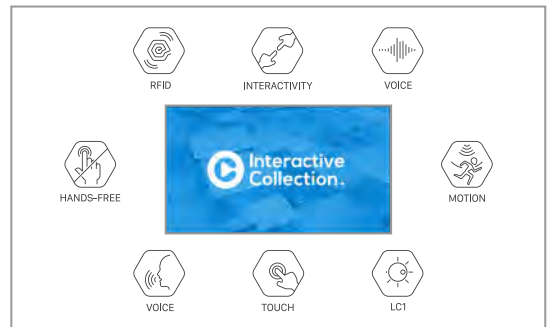 RFID
INTERACTIVITY
VOICE
Interactive
Collection.
HANDS-FREE
MOTION
VOICE
TOUCH
LC1